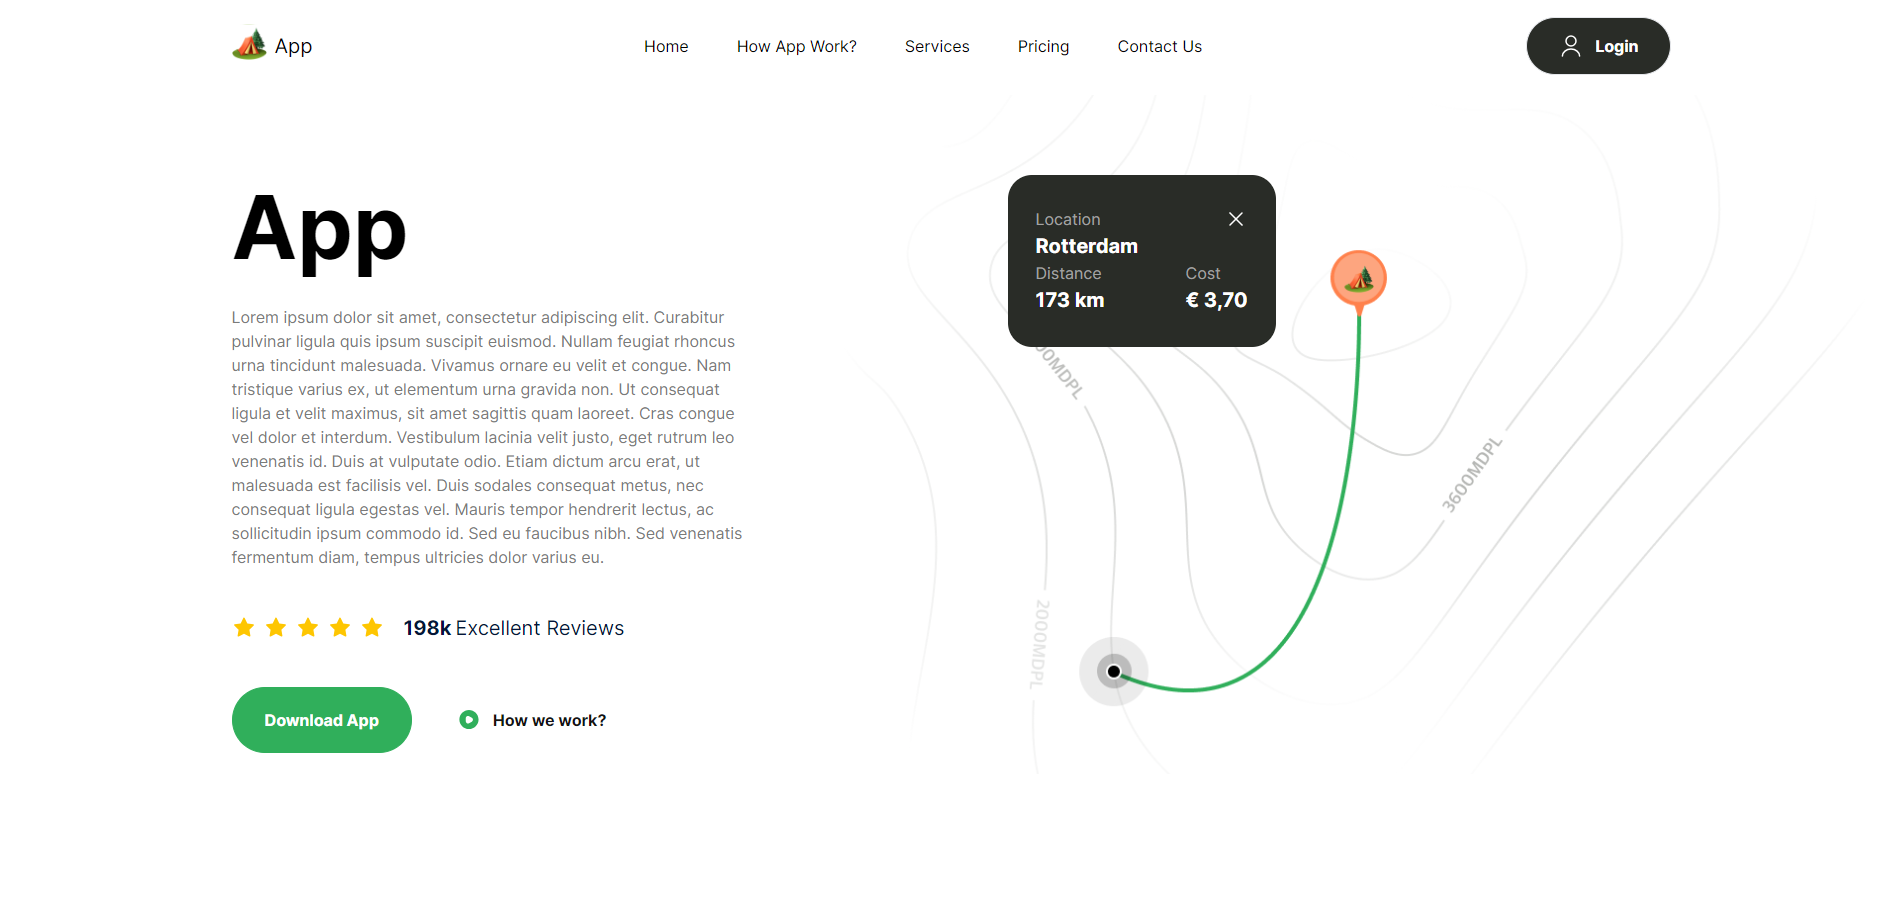 App
Home
How App Work?
Services
Pricing
Contact Us
Login
App
Lorem ipsum dolor sit amet, consectetur adipiscing elit. Curabitur
pulvinar ligula quis ipsum suscipit euismod. Nullam feugiat rhoncus
urna tincidunt malesuada. Vivamus ornare eu velit et congue. Nam
tristique varius ex, ut elementum urna gravida non. Ut consequat
ligula et velit maximus, sit amet sagittis quam laoreet. Cras congue
vel dolor et interdum. Vestibulum lacinia velit justo, eget rutrum leo
venenatis id. Duis at vulputate odio. Etiam dictum arcu erat, ut
malesuada est facilisis vel. Duis sodales consequat metus, nec
consequat ligula egestas vel. Mauris tempor hendrerit lectus, ac
sollicitudin ipsum commodo id. Sed eu faucibus nibh. Sed venenatis
fermentum diam, tempus ultricies dolor varius eu.
198k Excellent Reviews
Download App
How we work?
Location
Rotterdam
Distance
Cost
173 km
€ 3,70
3600MDPL
2000MDPL